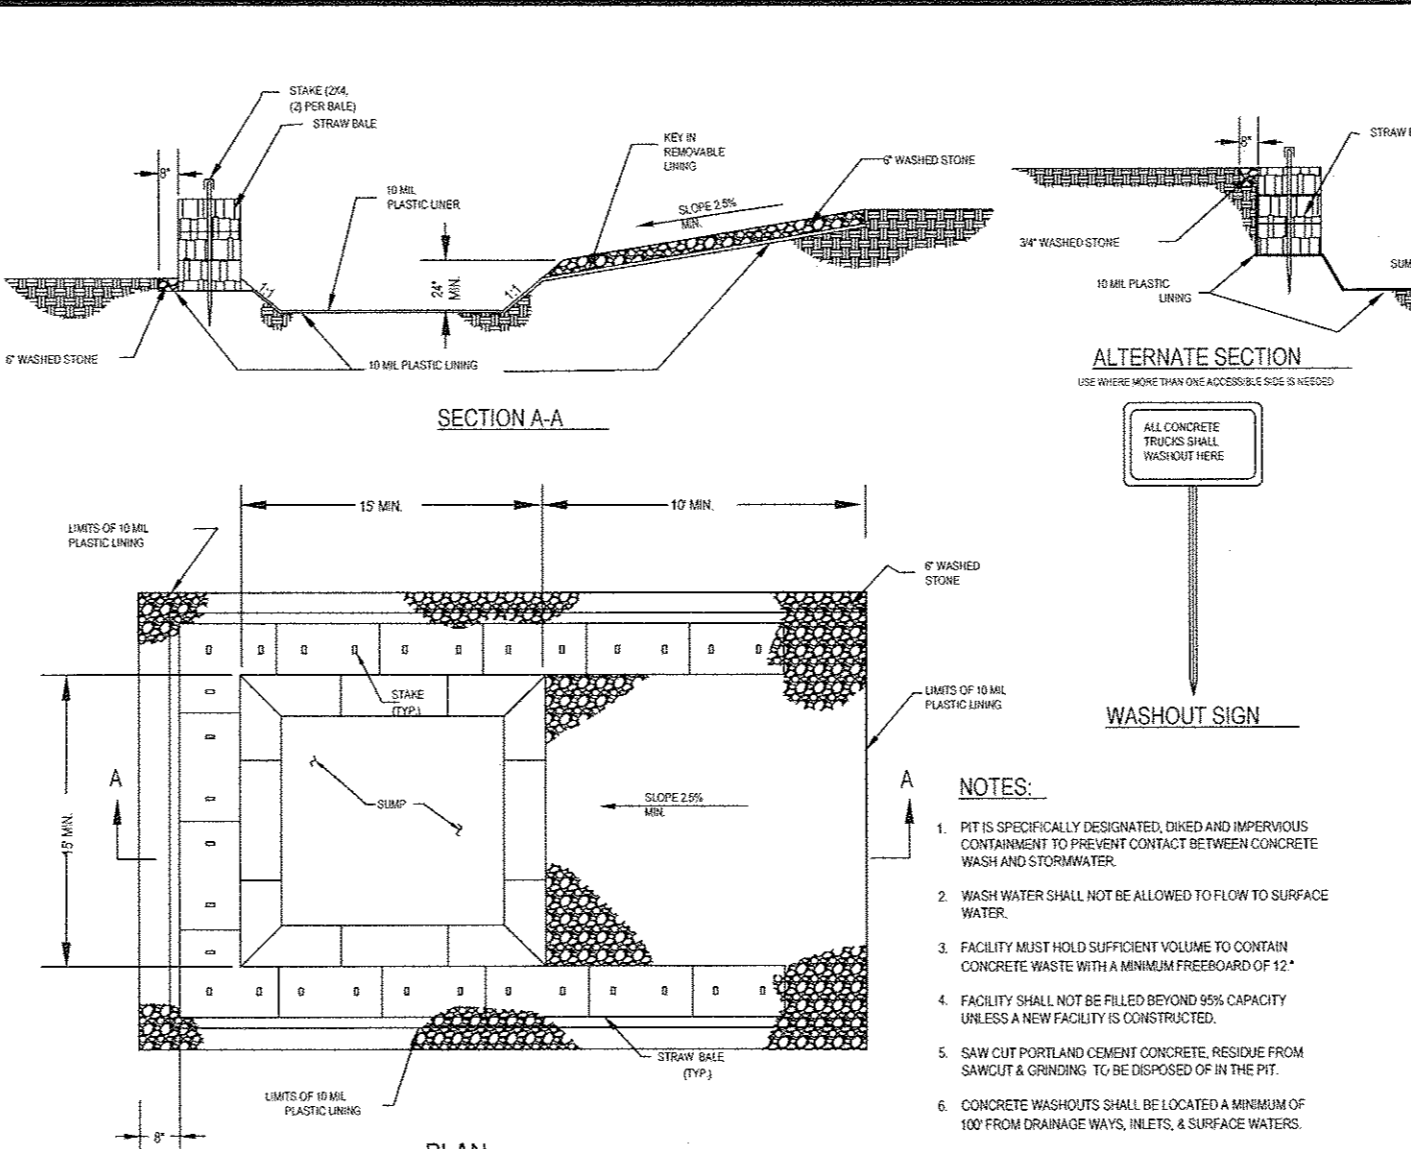 STAKE (2X4,
(2) PER BALE)
STRAW BALE
8"
10 MIL
PLASTIC LINER
KEY IN
REMOVABLE
LINING
6" WASHED STONE
SLOPE 2.5%
MIN.
24"
MIN.
1:1
1:1
6" WASHED STONE
10 MIL PLASTIC LINING
SECTION A-A
8"
STRAW
3/4" WASHED STONE
10 MIL PLASTIC
LINING
ALTERNATE SECTION
USE WHERE MORE THAN ONE ACCESSIBLE SIDE IS NEEDED
ALL CONCRETE
TRUCKS SHALL
WASHOUT HERE
WASHOUT SIGN
15' MIN.
10' MIN.
LIMITS OF 10 MIL
PLASTIC LINING
6" WASHED
STONE
STAKE
(TYP.)
LIMITS OF 10 MIL
PLASTIC LINING
15' MIN.
A
A
SUMP
SLOPE 2.5%
MIN.
STRAW BALE
(TYP.)
LIMITS OF 10 MIL
PLASTIC LINING
8"
PLAN
NOTES:
1. PIT IS SPECIFICALLY DESIGNATED, DIKED AND IMPERVIOUS
CONTAINMENT TO PREVENT CONTACT BETWEEN CONCRETE
WASH AND STORMWATER.
2. WASH WATER SHALL NOT BE ALLOWED TO FLOW TO SURFACE
WATER.
3. FACILITY MUST HOLD SUFFICIENT VOLUME TO CONTAIN
CONCRETE WASTE WITH A MINIMUM FREEBOARD OF 12."
4. FACILITY SHALL NOT BE FILLED BEYOND 95% CAPACITY
UNLESS A NEW FACILITY IS CONSTRUCTED.
5. SAW CUT PORTLAND CEMENT CONCRETE, RESIDUE FROM
SAWCUT & GRINDING TO BE DISPOSED OF IN THE PIT.
6. CONCRETE WASHOUTS SHALL BE LOCATED A MINIMUM OF
100' FROM DRAINAGE WAYS, INLETS, & SURFACE WATERS.